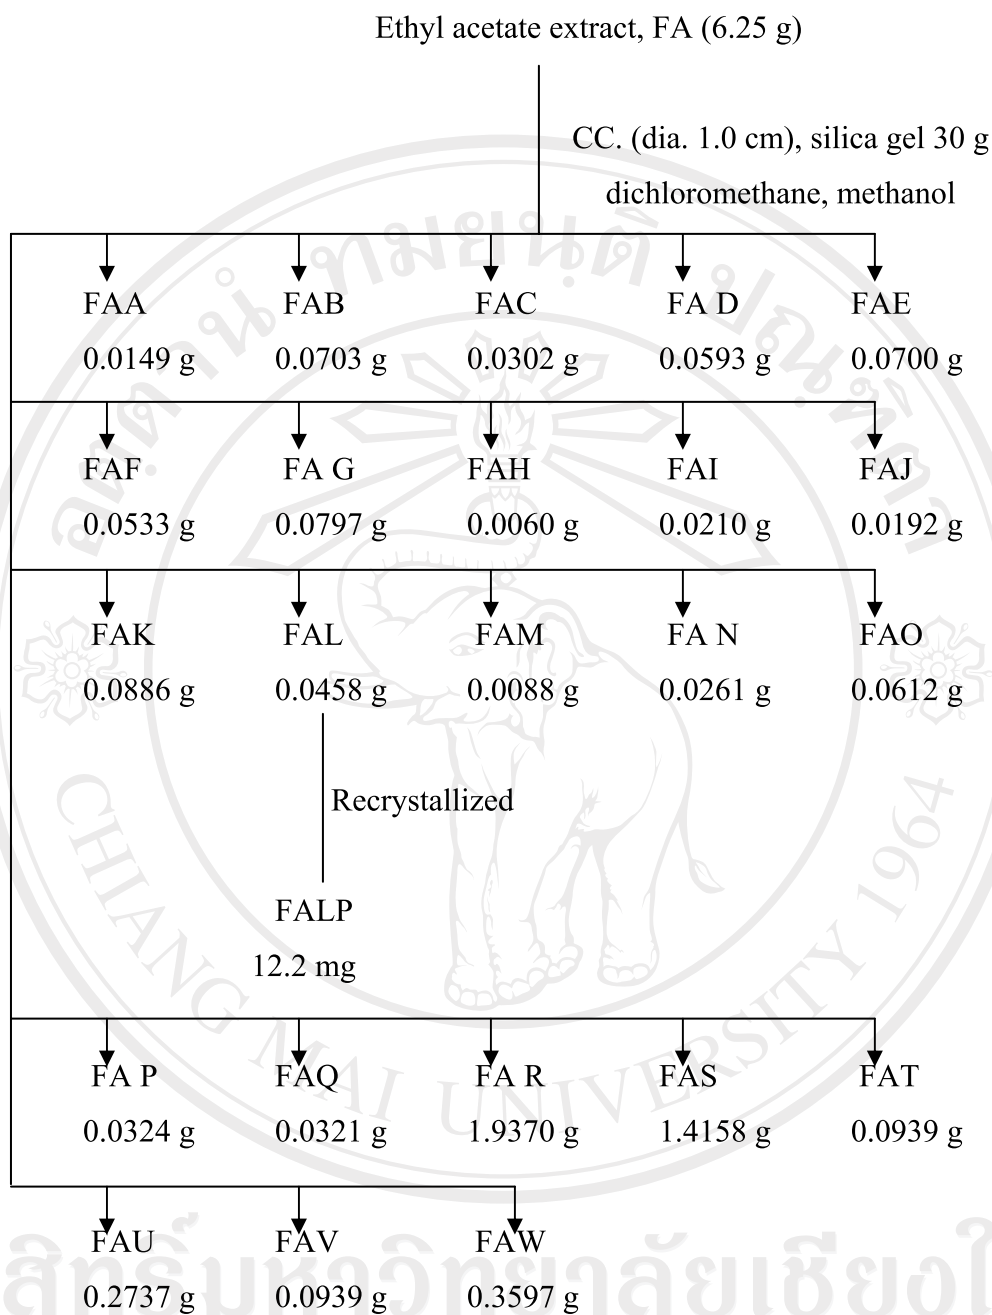 Ethyl acetate extract, FA (6.25 g)
CC. (dia. 1.0 cm), silica gel 30 g
dichloromethane, methanol
FAA FAB FAC FA D FAE
0.0149 g 0.0703 g 0.0302 g 0.0593 g 0.0700 g
FAF FA G FAH FAI FAJ
0.0533 g 0.0797 g 0.0060 g 0.0210 g 0.0192 g
FAK FAL FAM FA N FAO
0.0886 g 0.0458 g 0.0088 g 0.0261 g 0.0612 g
Recrystallized
FALP
12.2 mg
FA P FAQ FA R FAS FAT
0.0324 g 0.0321 g 1.9370 g 1.4158 g 0.0939 g
FAU FAV FAW
0.2737 g 0.0939 g 0.3597 g
CHIANG MAI UNIVERSITY 1964